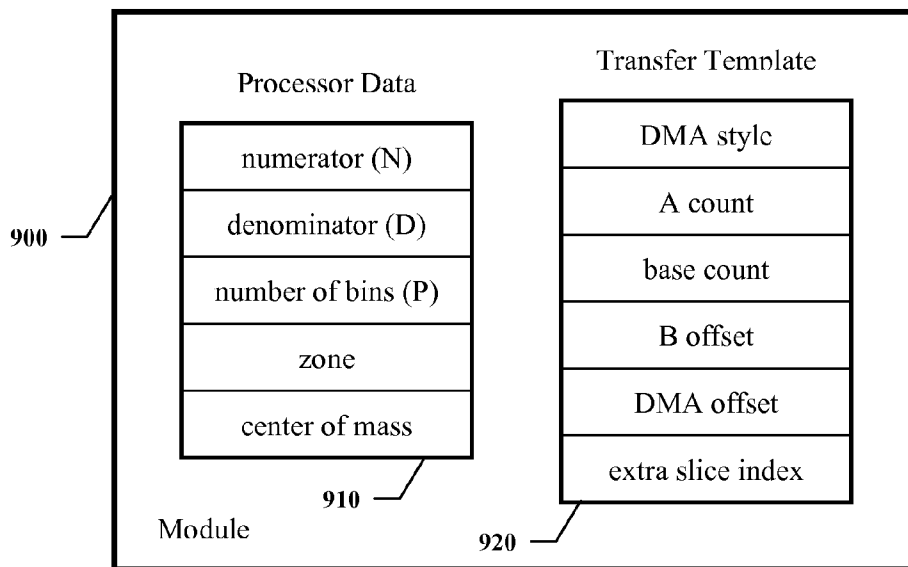 Processor Data
numerator (N)
denominator (D)
number of bins (P)
zone
center of mass
910
Transfer Template
DMA style
A count
base count
B offset
DMA offset
extra slice index
920
900
Module